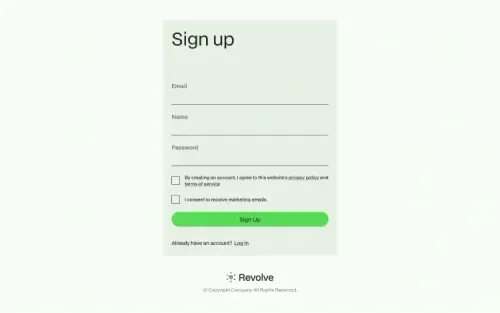 Sign up
Email
Name
Password
By creating an account, I agree to this website's privacy policy and
terms of service
I consent to receive marketing emails.
Sign Up
Already have an account? Log in
Revolve
© Copyright Company All Rights Reserved.